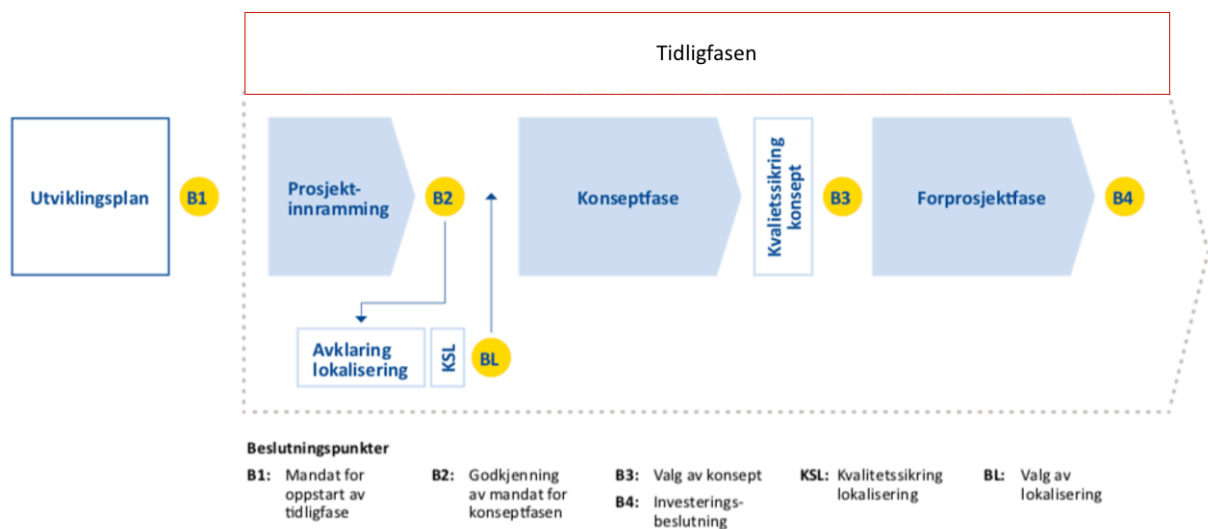 Tidligfasen
Utviklingsplan
B1
Prosjekt-
innramming
B2
Konseptfase
Kvalietssikring
konsept
B3
Forprosjektfase
B4
Avklaring
lokalisering
KSL
BL
Beslutningspunkter
B1: Mandat for
oppstart av
tidligfase
B2: Godkjenning
av mandat for
konseptfasen
B3: Valg av konsept
B4: Investerings-
beslutning
KSL: Kvalitetssikring
lokalisering
BL: Valg av
lokalisering